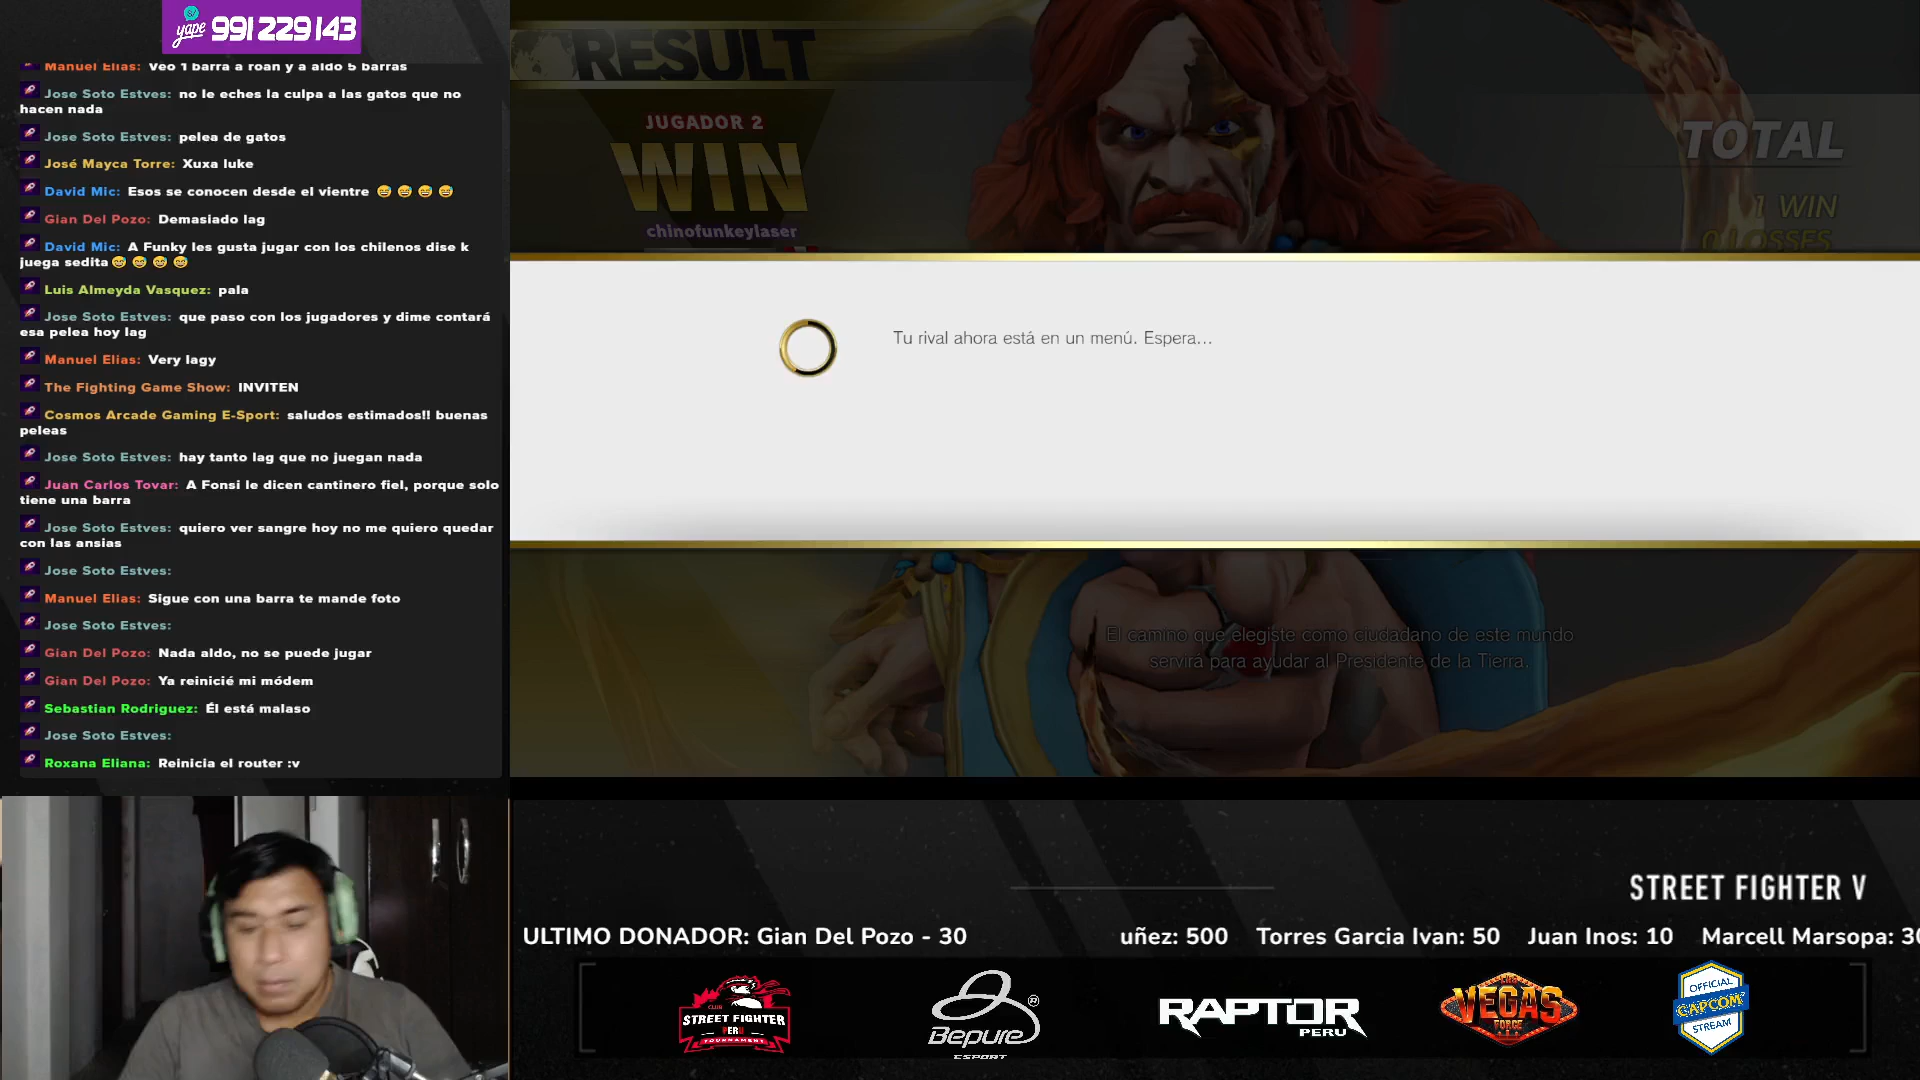 yape 991 229 143
Manuel Elias: Veo 1 barra a roan y a aldo 5 barras
Jose Soto Estves: no le eches la culpa a las gatos que no
hacen nada
Jose Soto Estves: pelea de gatos
José Mayca Torre: Xuxa luke
David Mic: Esos se conocen desde el vientre 😅 😅 😅 😅
Gian Del Pozo: Demasiado lag
David Mic: A Funky les gusta jugar con los chilenos dise k
juega sedita 😅 😅 😅 😅
Luis Almeyda Vasquez: pala
Jose Soto Estves: que paso con los jugadores y dime contará
esa pelea hoy lag
Manuel Elias: Very lagy
The Fighting Game Show: INVITEN
Cosmos Arcade Gaming E-Sport: saludos estimados!! buenas
peleas
Jose Soto Estves: hay tanto lag que no juegan nada
Juan Carlos Tovar: A Fonsi le dicen cantinero fiel, porque solo
tiene una barra
Jose Soto Estves: quiero ver sangre hoy no me quiero quedar
con las ansias
Jose Soto Estves:
Manuel Elias: Sigue con una barra te mande foto
Jose Soto Estves:
Gian Del Pozo: Nada aldo, no se puede jugar
Gian Del Pozo: Ya reinicié mi módem
Sebastian Rodriguez: Él está malaso
Jose Soto Estves:
Roxana Eliana: Reinicia el router :v
RESULT
JUGADOR 2
WIN
chinofunkeylaser
TOTAL
1 WIN
0 LOSSES
Tu rival ahora está en un menú. Espera...
El camino que elegiste como ciudadano de este mundo
servirá para ayudar al Presidente de la Tierra.
STREET FIGHTER V
ULTIMO DONADOR: Gian Del Pozo - 30
uñez: 500 Torres Garcia Ivan: 50 Juan Inos: 10 Marcell Marsopa: 30
CLUB
STREET FIGHTER
PERU
TOURNAMENT
Bepure ®
ESPORT
RAPTOR
PERU
THE
VEGAS
FORCE
OFFICIAL
CAPCOM
STREAM